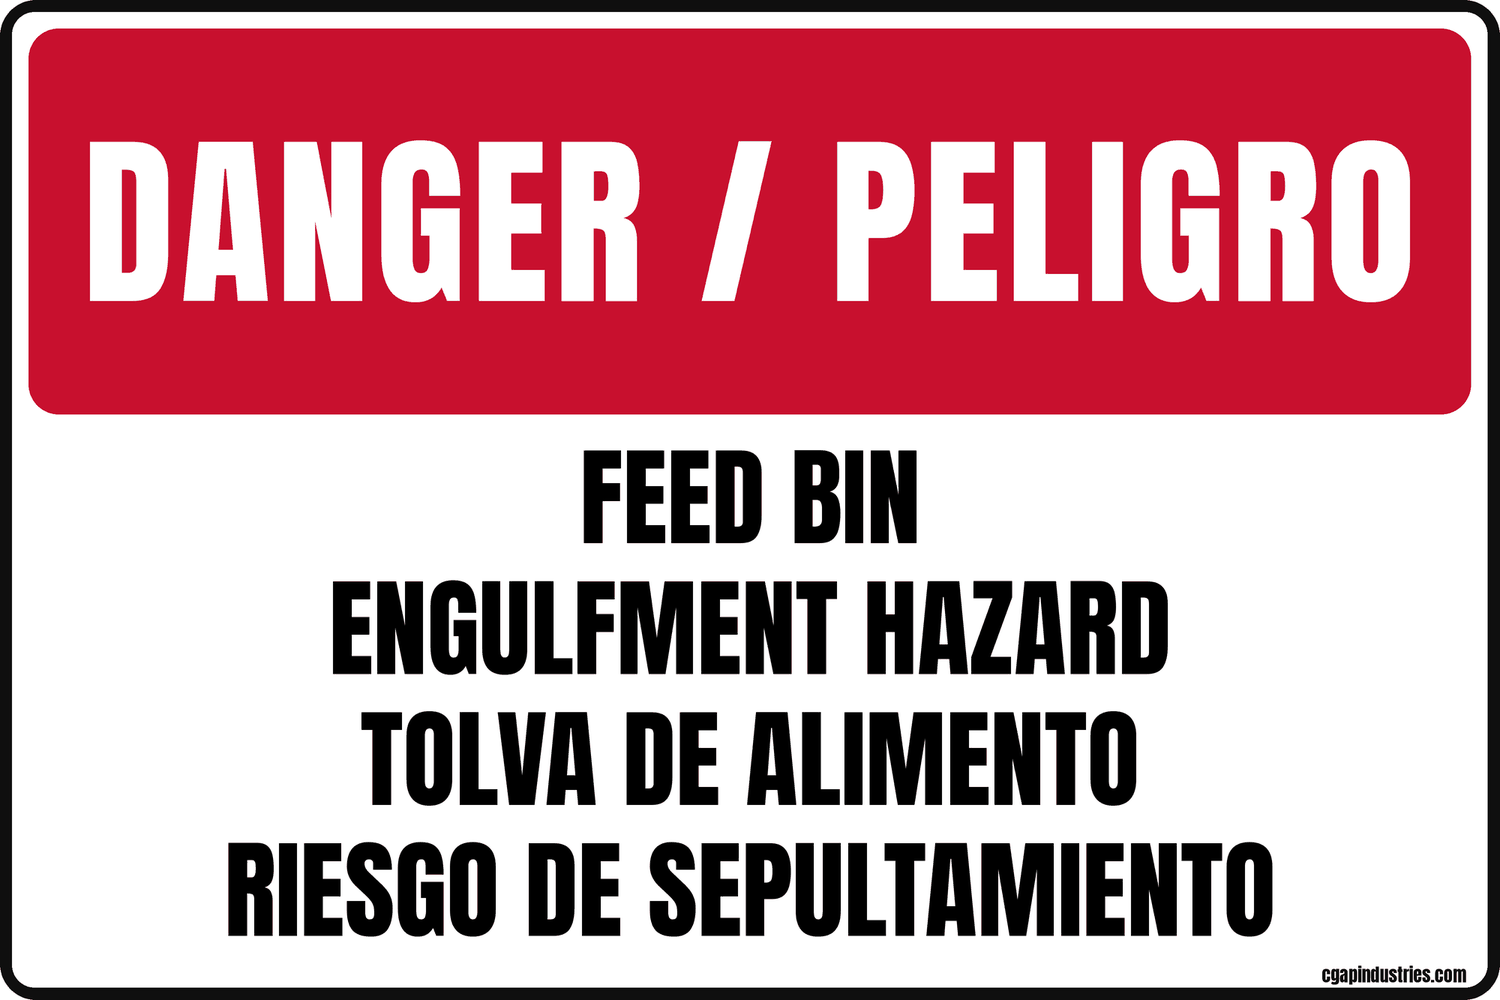 DANGER / PELIGRO
FEED BIN
ENGULFMENT HAZARD
TOLVA DE ALIMENTO
RIESGO DE SEPULTAMIENTO
cgapindustries.com